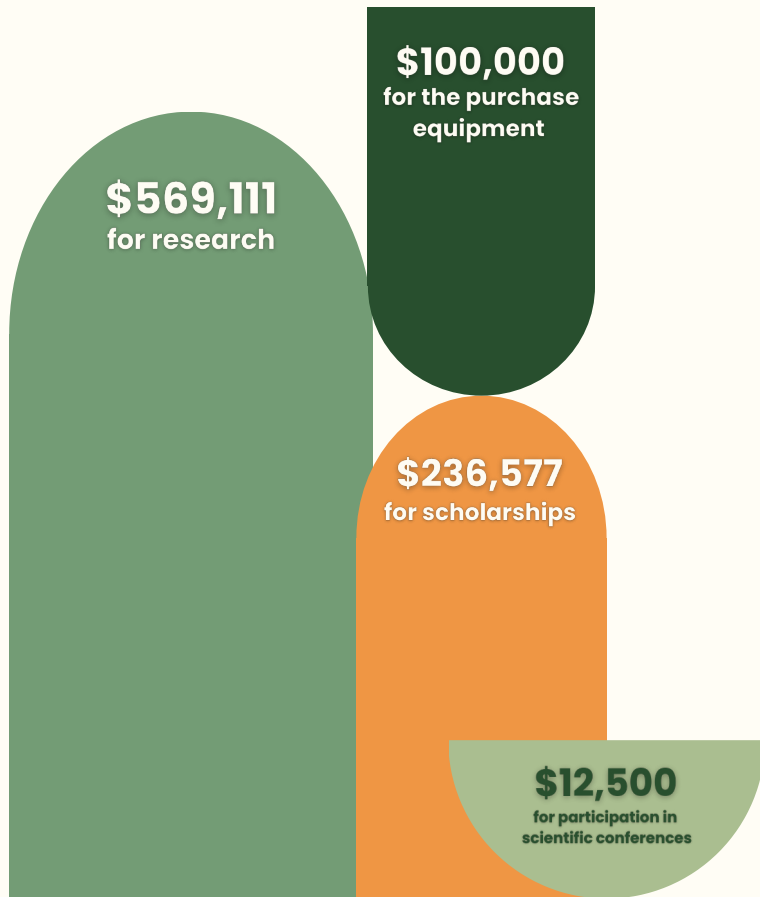 $100,000
for the purchase
equipment
$569,111
for research
$236,577
for scholarships
$12,500
for participation in
scientific conferences